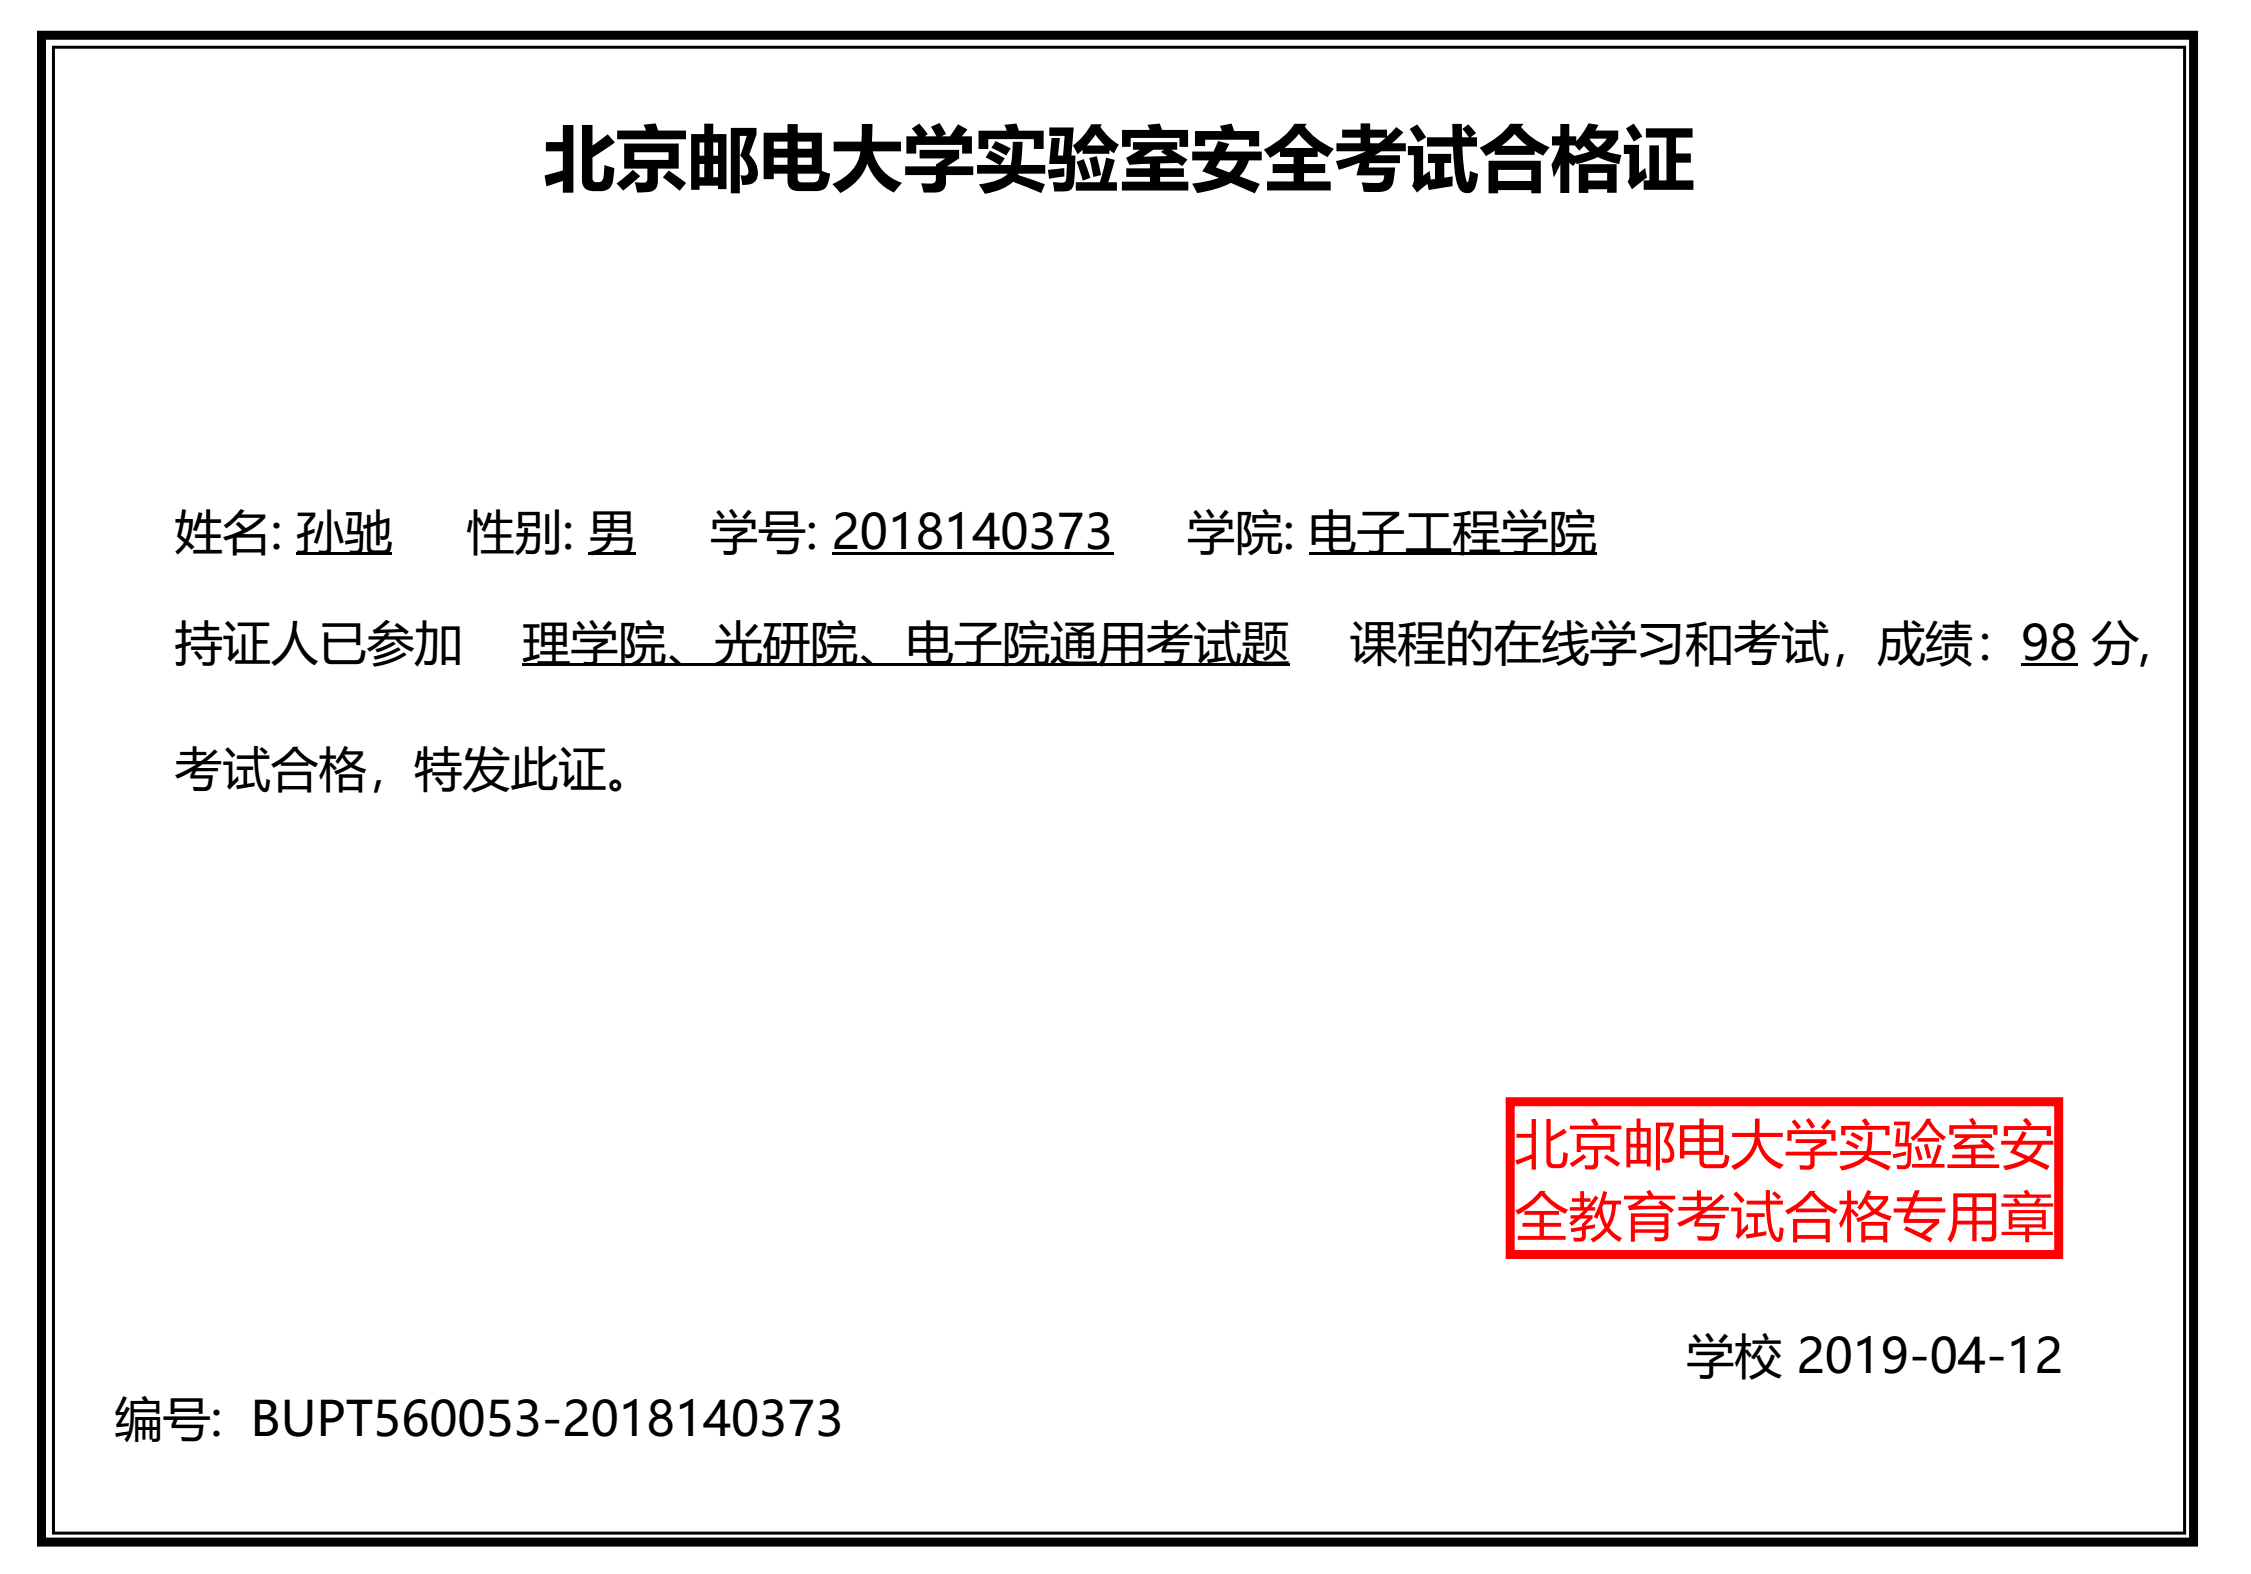 北京邮电大学实验室安全考试合格证
姓名: 孙驰 性别: 男 学号: 2018140373 学院: 电子工程学院
持证人已参加 理学院、光研院、电子院通用考试题 课程的在线学习和考试，成绩：98 分，
考试合格，特发此证。
北京邮电大学实验室安
全教育考试合格专用章
学校 2019-04-12
编号: BUPT560053-2018140373